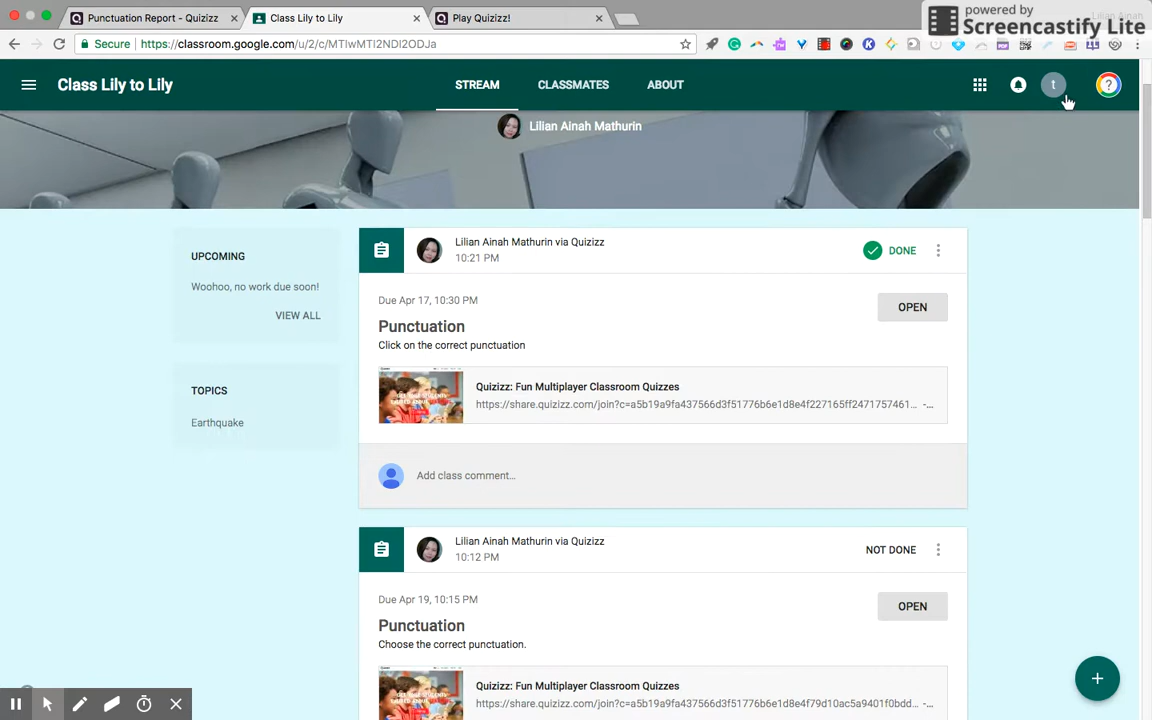 Punctuation Report - Quizizz
Class Lily to Lily
Play Quizizz!
powered by
Screencastify Lite
Secure
https://classroom.google.com/u/2/c/MTIwMTI2NDI2ODJa
Class Lily to Lily
STREAM
CLASSMATES
ABOUT
t
?
Lilian Ainah Mathurin
UPCOMING
Woohoo, no work due soon!
VIEW ALL
TOPICS
Earthquake
Lilian Ainah Mathurin via Quizizz
10:21 PM
DONE
Due Apr 17, 10:30 PM
OPEN
Punctuation
Click on the correct punctuation
Quizizz: Fun Multiplayer Classroom Quizzes
https://share.quizizz.com/join?c=a5b19a9fa437566d3f51776b6e1d8e4f227165ff2471757461... -...
Add class comment...
Lilian Ainah Mathurin via Quizizz
10:12 PM
NOT DONE
Due Apr 19, 10:15 PM
OPEN
Punctuation
Choose the correct punctuation.
Quizizz: Fun Multiplayer Classroom Quizzes
https://share.quizizz.com/join?c=a5b19a9fa437566d3f51776b6e1d8e4f79d10ac5a9401f0bdd... -...